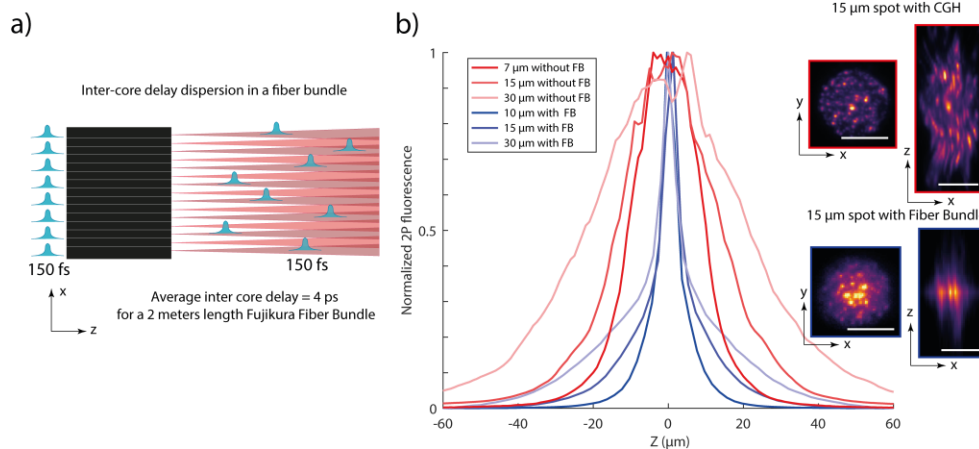 a)
Inter-core delay dispersion in a fiber bundle
150 fs
150 fs
x
z
Average inter core delay = 4 ps
for a 2 meters length Fujikura Fiber Bundle
b)
Normalized 2P fluorescence
1
0.5
0
-60
-40
-20
0
20
40
60
Z (μm)
7 μm without FB
15 μm without FB
30 μm without FB
10 μm with FB
15 μm with FB
30 μm with FB
15 μm spot with CGH
y
x
z
x
15 μm spot with Fiber Bundle
y
x
z
x